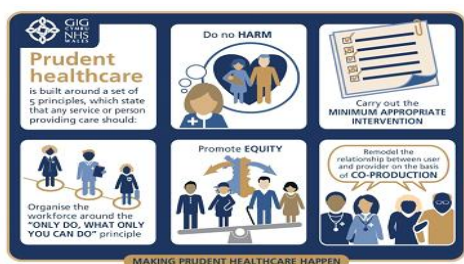 GIG
CYMRU
NHS
WALES
Prudent
healthcare
is built around a set of
5 principles, which state
that any service or person
providing care should:
Do no HARM
Carry out the
MINIMUM APPROPRIATE
INTERVENTION
Organise the
workforce around the
"ONLY DO, WHAT ONLY
YOU CAN DO" principle
Promote EQUITY
Remodel the
relationship between user
and provider on the basis
of CO-PRODUCTION
MAKING PRUDENT HEALTHCARE HAPPEN